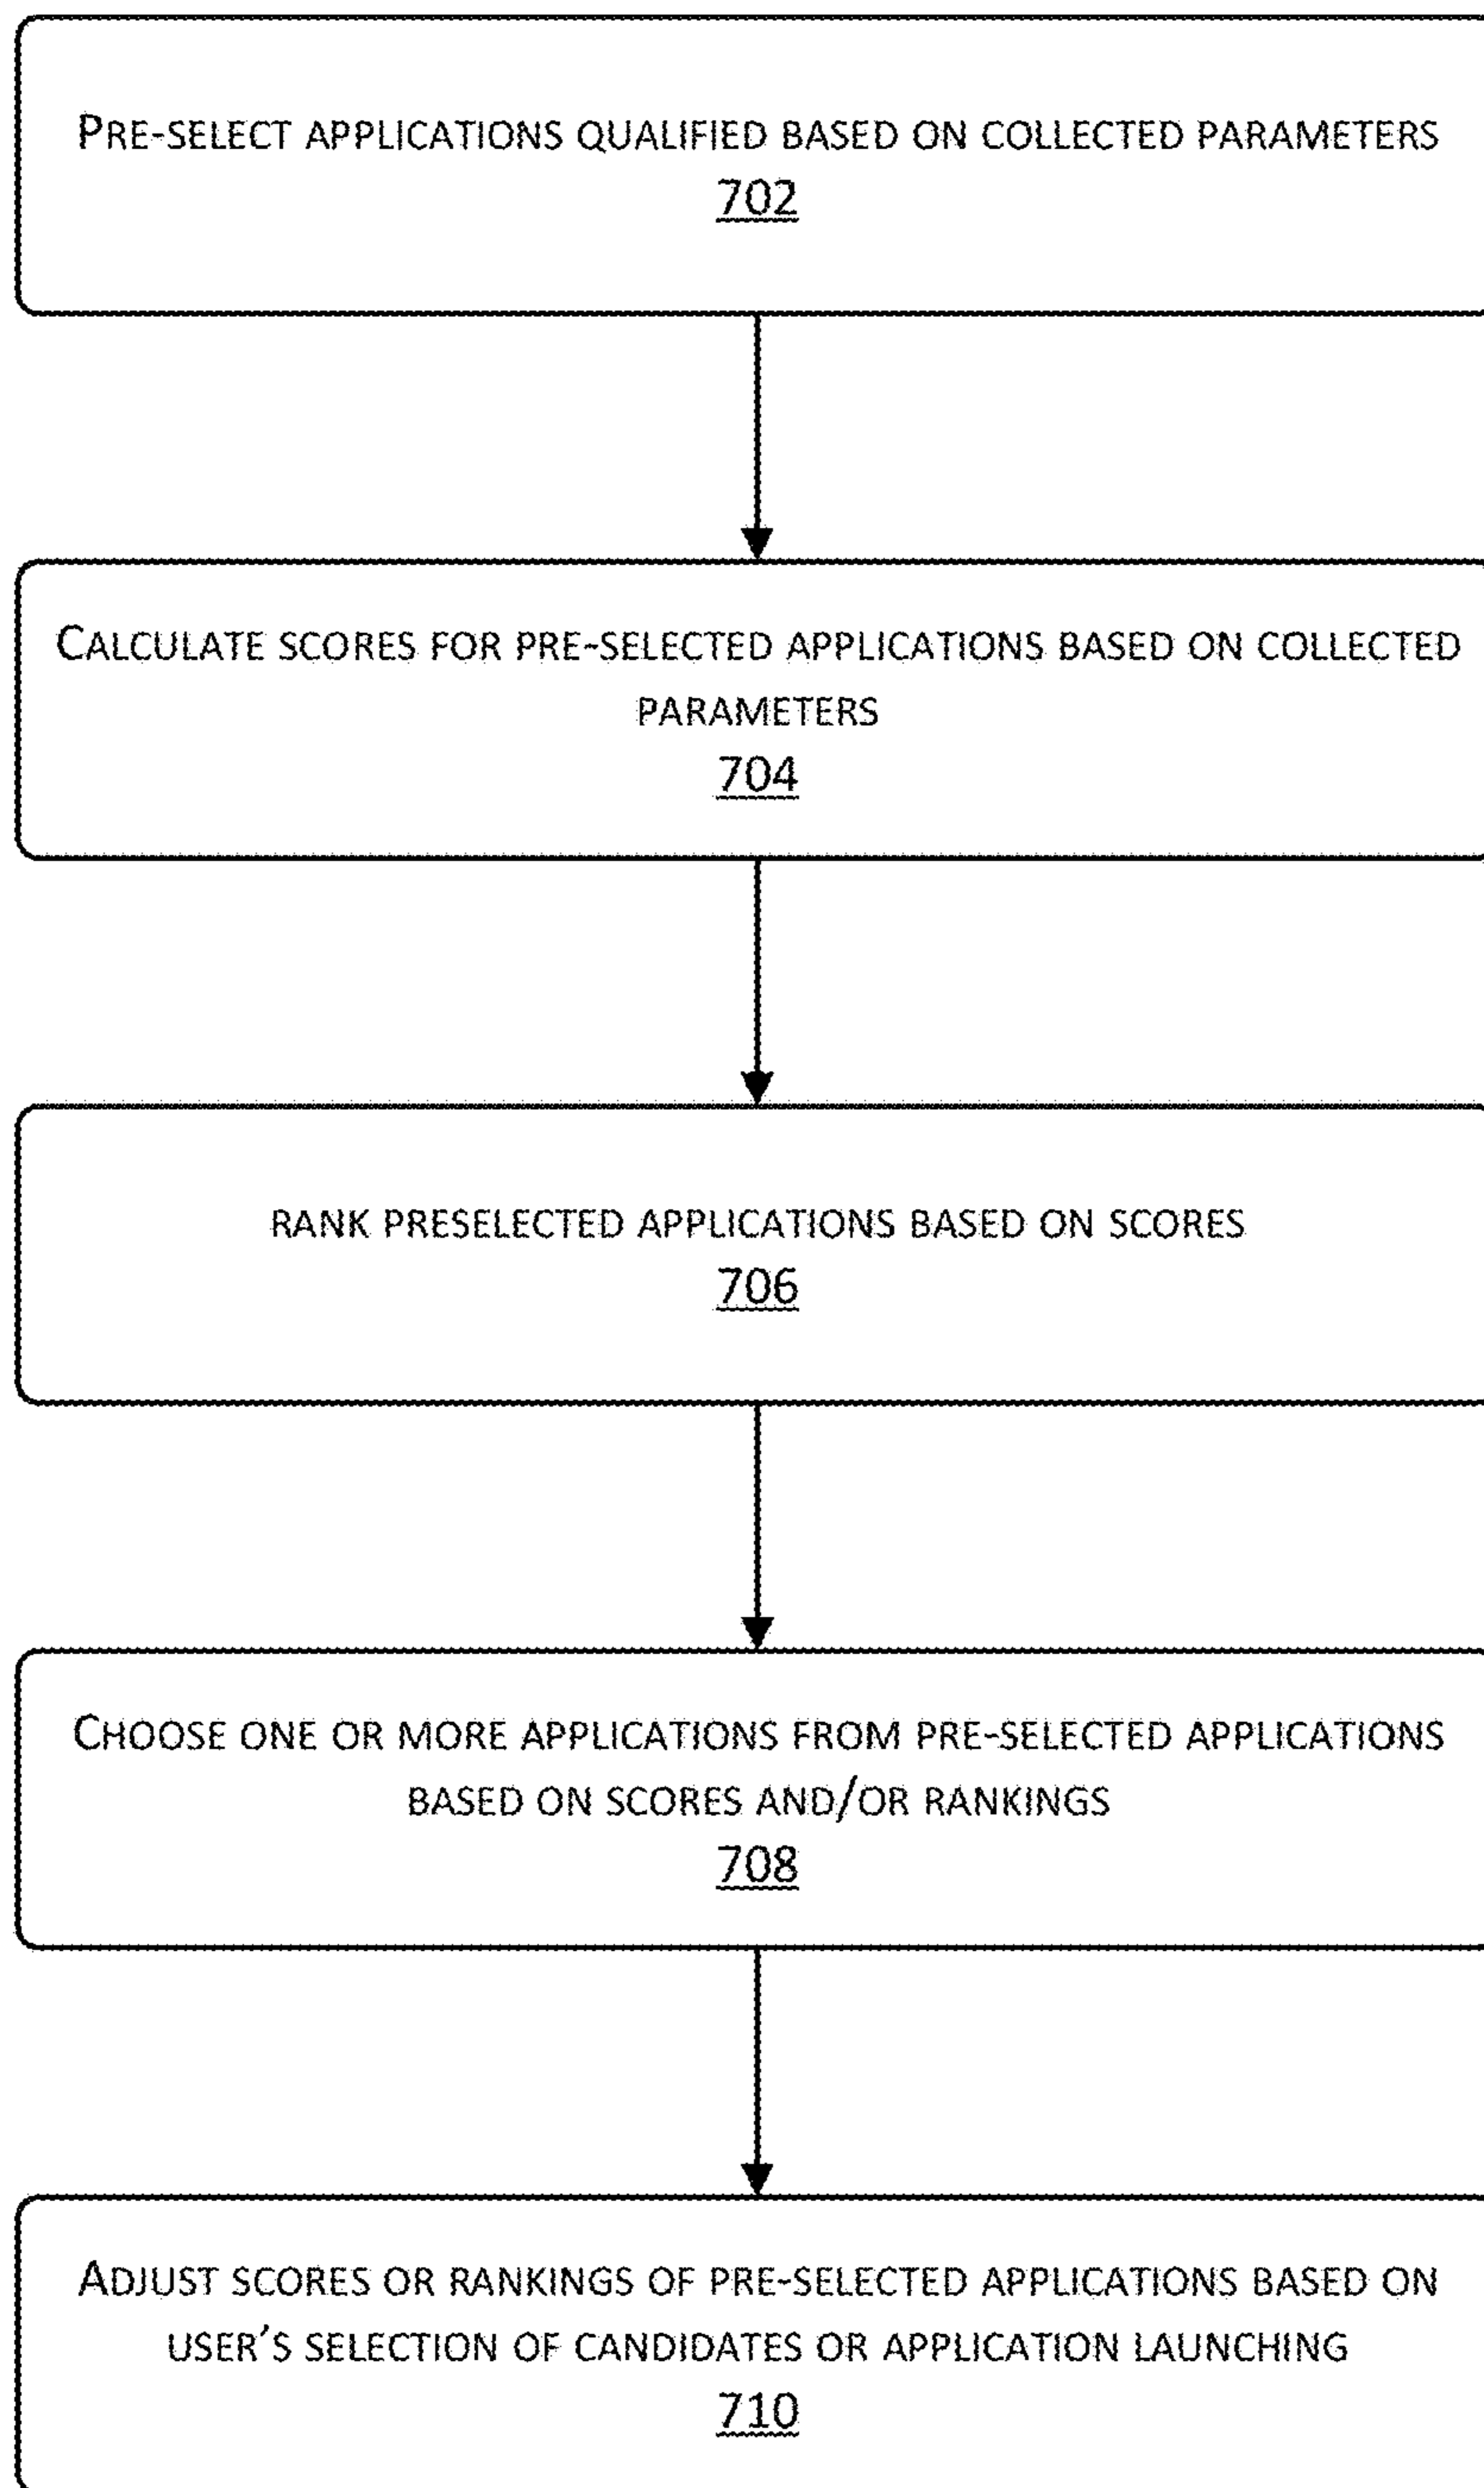 PRE-SELECT APPLICATIONS QUALIFIED BASED ON COLLECTED PARAMETERS
702
CALCULATE SCORES FOR PRE-SELECTED APPLICATIONS BASED ON COLLECTED
PARAMETERS
704
RANK PRESELECTED APPLICATIONS BASED ON SCORES
706
CHOOSE ONE OR MORE APPLICATIONS FROM PRE-SELECTED APPLICATIONS
BASED ON SCORES AND/OR RANKINGS
708
ADJUST SCORES OR RANKINGS OF PRE-SELECTED APPLICATIONS BASED ON
USER’S SELECTION OF CANDIDATES OR APPLICATION LAUNCHING
710